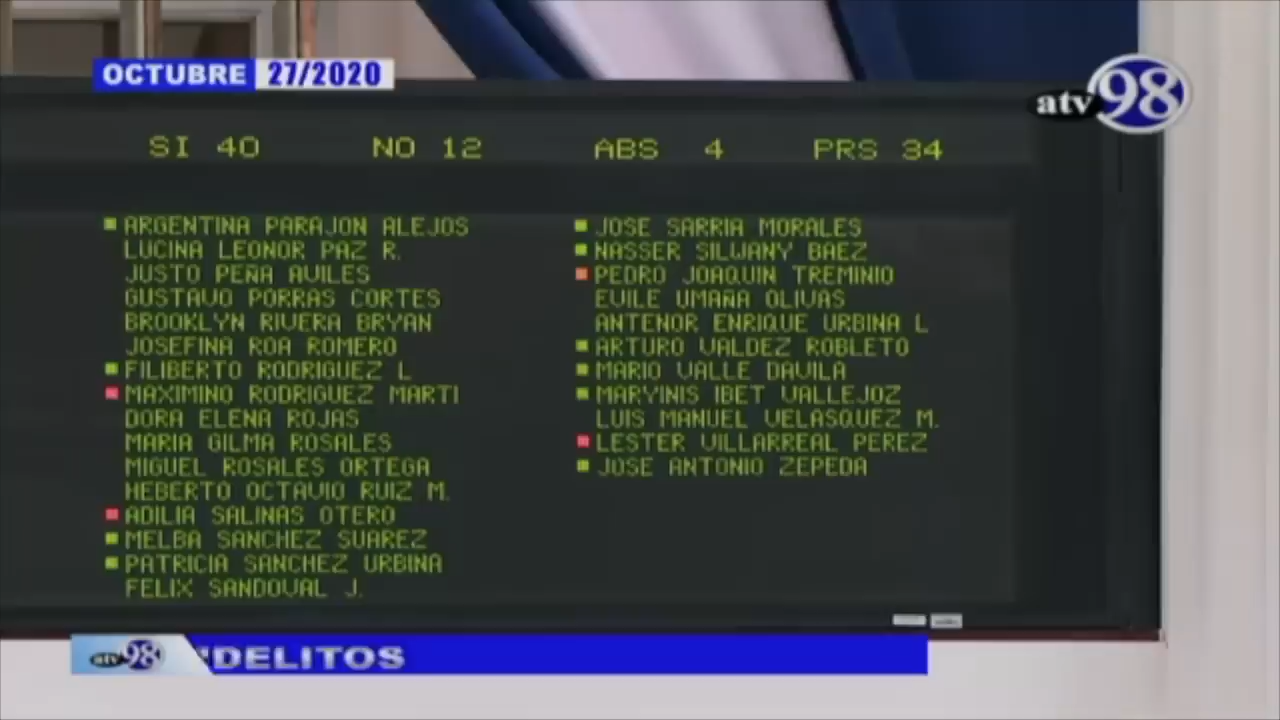 OCTUBRE 27/2020
atv 98
SI 40 NO 12 ABS 4 PRS 34
ARGENTINA PARAJON ALEJOS
LUCINA LEONOR PAZ R.
JUSTO PEÑA AVILES
GUSTAVO PORRAS CORTES
BROOKLYN RIVERA BRYAN
JOSEFINA ROA ROMERO
FILIBERTO RODRIGUEZ L
MAXIMINO RODRIGUEZ MARTI
DORA ELENA ROJAS
MARIA GILMA ROSALES
MIGUEL ROSALES ORTEGA
HEBERTO OCTAVIO RUIZ M.
ADILIA SALINAS OTERO
MELBA SANCHEZ SUAREZ
PATRICIA SANCHEZ URBINA
FELIX SANDOVAL J.
JOSE SARRIA MORALES
NASSER SILWANY BAEZ
PEDRO JOAQUIN TREMINIO
EVILE UMAÑA OLIVAS
ANTENOR ENRIQUE URBINA L
ARTURO VALDEZ ROBLETO
MARIO VALLE DAVILA
MARYINIS IBET VALLEJOZ
LUIS MANUEL VELASQUEZ M.
LESTER VILLARREAL PEREZ
JOSE ANTONIO ZEPEDA
atv 98 DELITOS